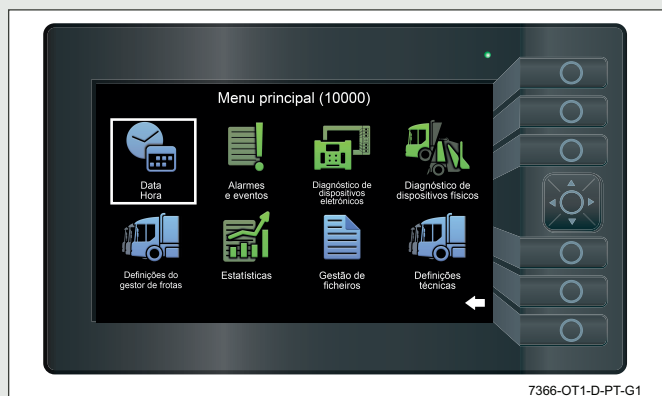 Menu principal (10000)
Data
Hora
Alarmes
e eventos
Diagnóstico de
dispositivos
eletrónicos
Diagnóstico de
dispositivos físicos
Definições do
gestor de frotas
Estatísticas
Gestão de
ficheiros
Definições
técnicas
7366-OT1-D-PT-G1